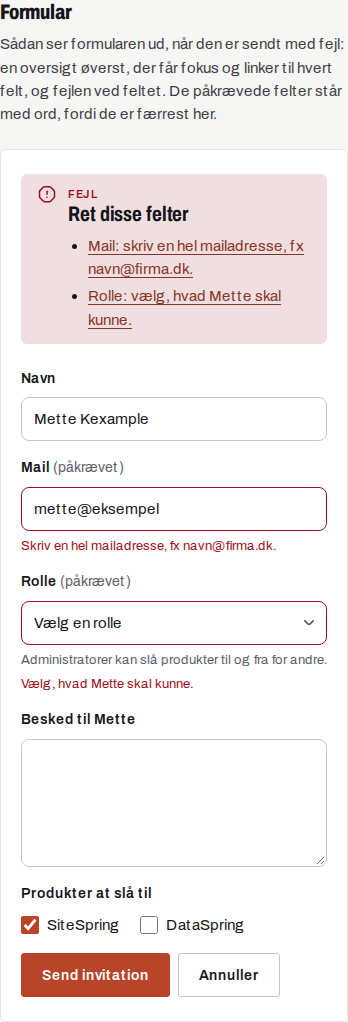 Formular
Sådan ser formularen ud, når den er sendt med fejl:
en oversigt øverst, der får fokus og linker til hvert
felt, og fejlen ved feltet. De påkrævede felter står
med ord, fordi de er færrest her.
FEJL
Ret disse felter
Mail: skriv en hel mailadresse, fx
navn@firma.dk.
Rolle: vælg, hvad Mette skal
kunne.
Navn
Mette Kexample
Mail (påkrævet)
mette@eksempel
Skriv en hel mailadresse, fx navn@firma.dk.
Rolle (påkrævet)
Vælg en rolle
Administratorer kan slå produkter til og fra for andre.
Vælg, hvad Mette skal kunne.
Besked til Mette
Produkter at slå til
SiteSpring DataSpring
Send invitation Annuller